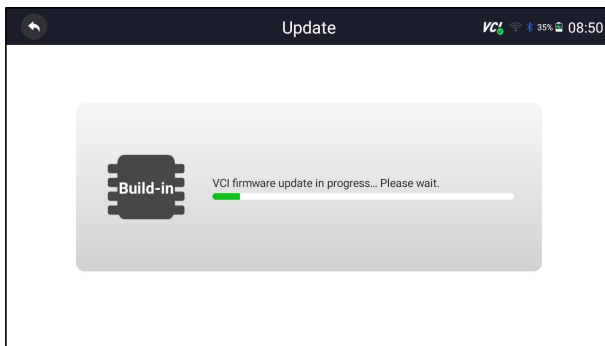 Update
VCI 35% 08:50
Build-in
VCI firmware update in progress... Please wait.